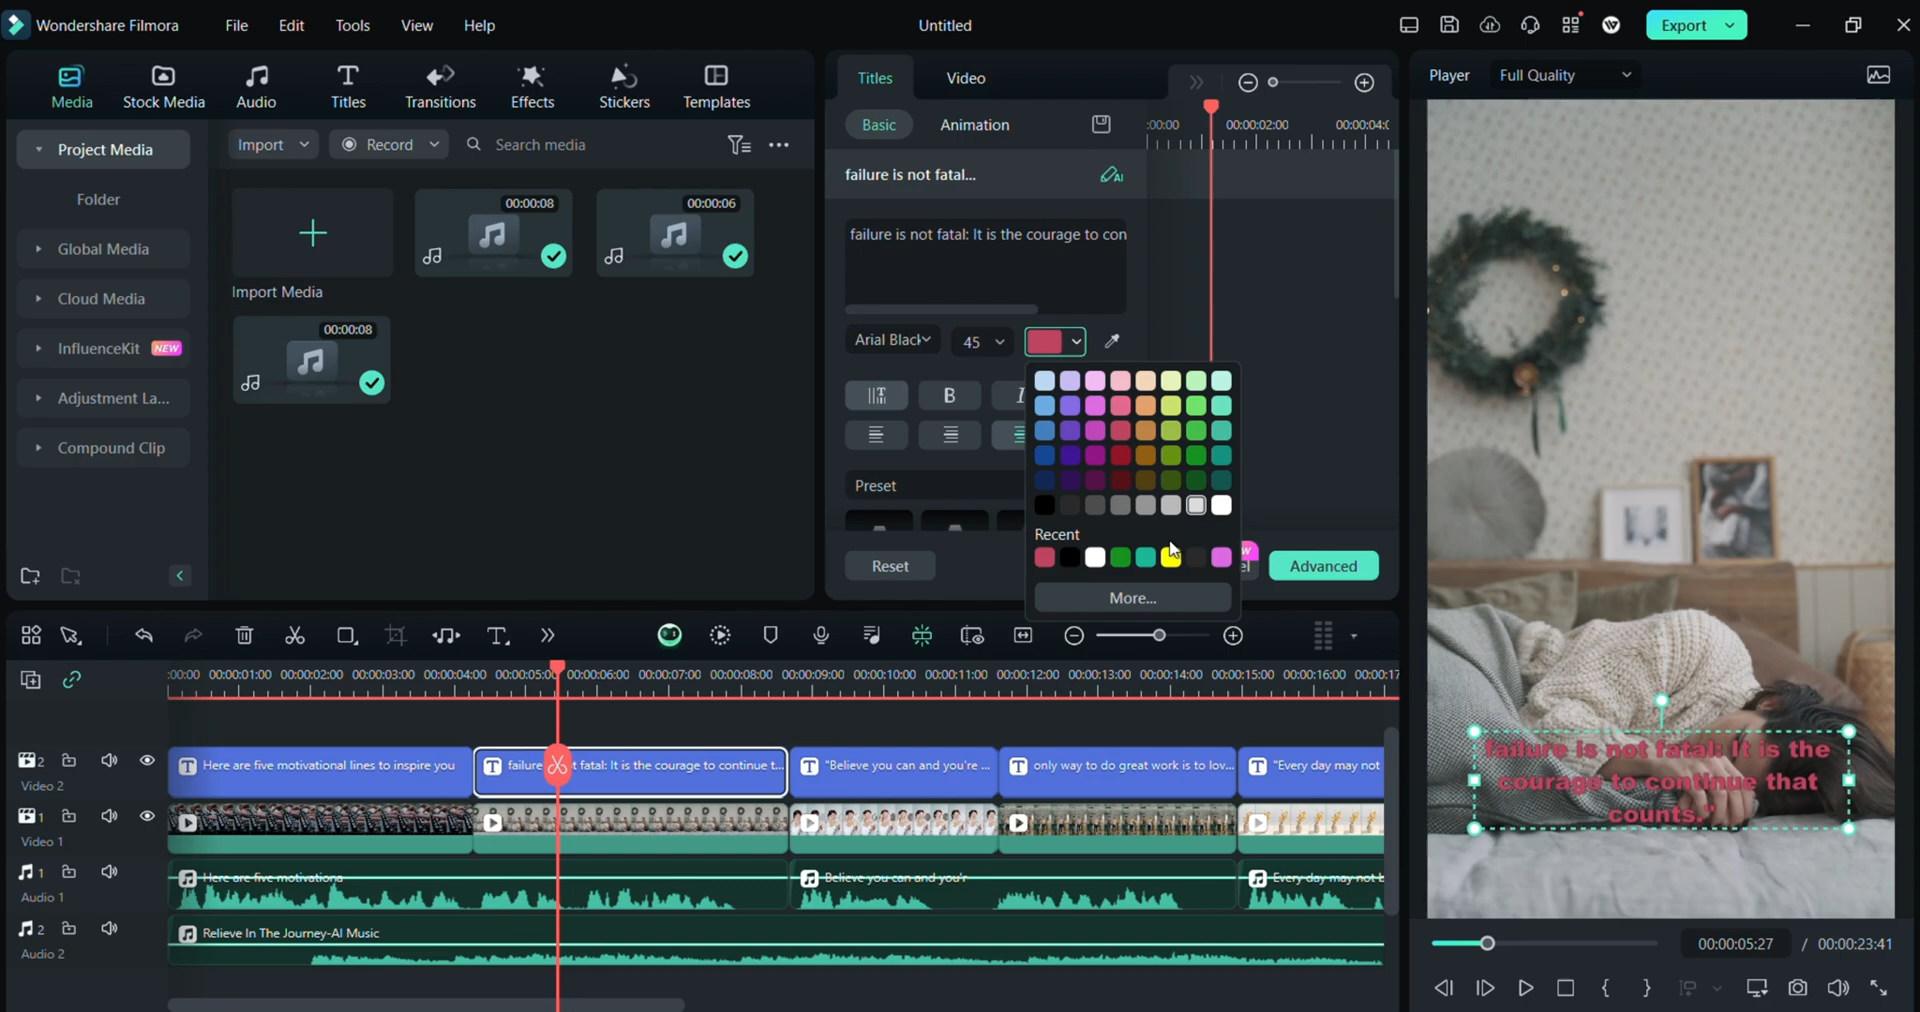 Wondershare Filmora
File
Edit
Tools
View
Help
Untitled
Export
Media
Stock Media
Audio
Titles
Transitions
Effects
Stickers
Templates
Project Media
Folder
Global Media
Cloud Media
InfluenceKit NEW
Adjustment La...
Compound Clip
Import
Record
Search media
00:00:08
00:00:06
Import Media
00:00:08
Titles
Video
Basic
Animation
:00:00
00:00:02:00
00:00:04:0
failure is not fatal...
AI
failure is not fatal: It is the courage to con
Arial Black
45
B
I
Preset
Recent
More...
Reset
Advanced
Player
Full Quality
failure is not fatal: It is the
courage to continue that
counts."
00:00:05:27 / 00:00:23:41
:00:00 00:00:01:00 00:00:02:00 00:00:03:00 00:00:04:00 00:00:05:00 00:00:06:00 00:00:07:00 00:00:08:00 00:00:09:00 00:00:10:00 00:00:11:00 00:00:12:00 00:00:13:00 00:00:14:00 00:00:15:00 00:00:16:00 00:00:17
2
Video 2
Here are five motivational lines to inspire you
failure t fatal: It is the courage to continue t...
"Believe you can and you're ...
only way to do great work is to lov...
"Every day may not
1
Video 1
1
Audio 1
Here are five motivationa
Believe you can and you'r
Every day may not b
2
Audio 2
Relieve In The Journey-AI Music